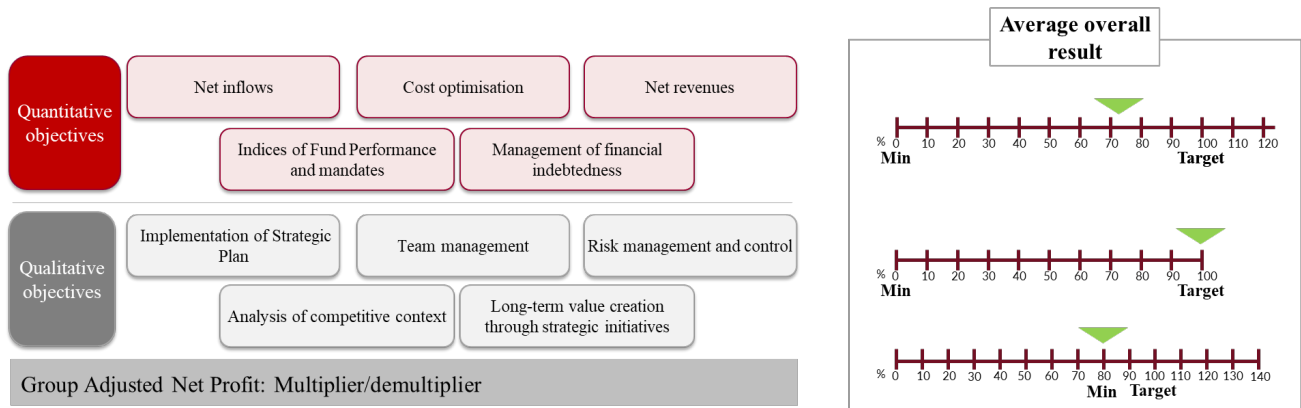 Average overall
result
Quantitative
objectives
Net inflows
Cost optimisation
Net revenues
Indices of Fund Performance
and mandates
Management of financial
indebtedness
% 0 10 20 30 40 50 60 70 80 90 100 110 120
Min Target
Qualitative
objectives
Implementation of Strategic
Plan
Team management
Risk management and control
Analysis of competitive context
Long-term value creation
through strategic initiatives
% 0 10 20 30 40 50 60 70 80 90 100
Min Target
Group Adjusted Net Profit: Multiplier/demultiplier
% 0 10 20 30 40 50 60 70 80 90 100 110 120 130 140
Min Target